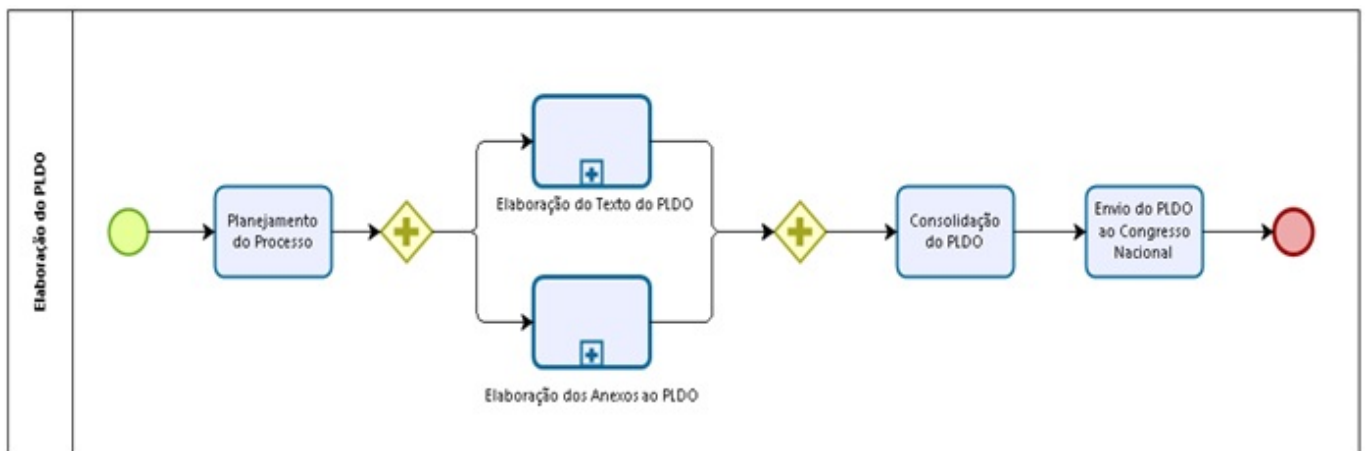 Elaboração do PLDO
Planejamento
do Processo
Elaboração do Texto do PLDO
Elaboração dos Anexos ao PLDO
Consolidação
do PLDO
Envio do PLDO
ao Congresso
Nacional